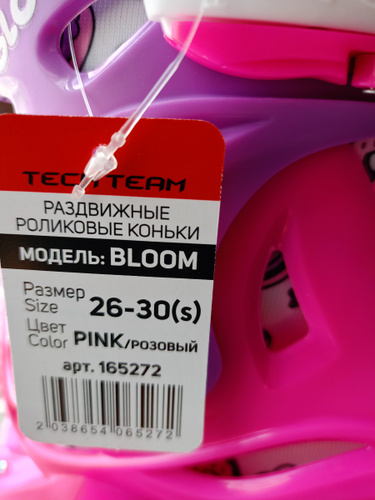 TECH TEAM
РАЗДВИЖНЫЕ
РОЛИКОВЫЕ КОНЬКИ
МОДЕЛЬ: BLOOM
Размер
Size 26-30(s)
Цвет
Color PINK/розовый
арт. 165272
2 038654 065272